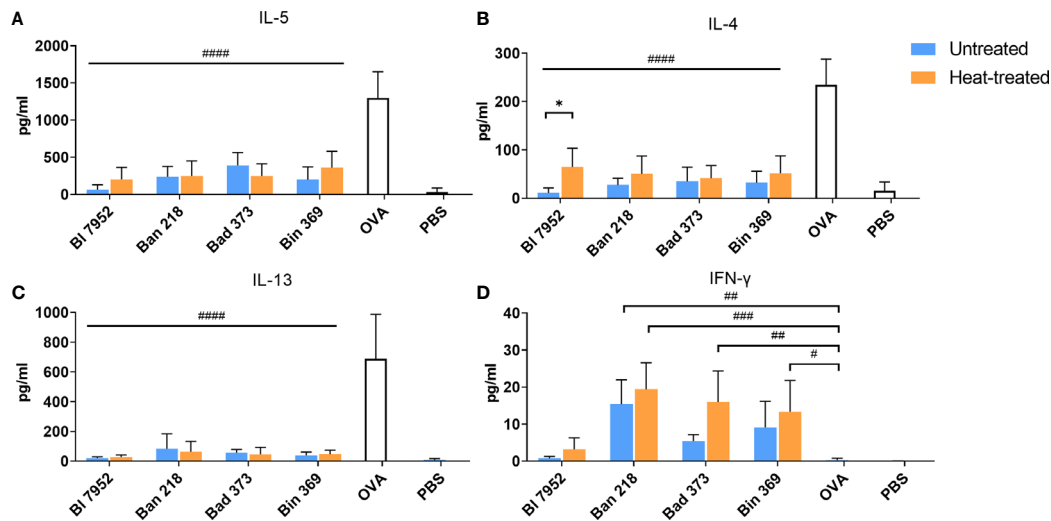 A
IL-5
####
pg/ml
2000
1500
1000
500
0
Bl 7952
Ban 218
Bad 373
Bin 369
OVA
PBS
B
IL-4
####
*
pg/ml
300
200
100
0
Bl 7952
Ban 218
Bad 373
Bin 369
OVA
PBS
Untreated
Heat-treated
C
IL-13
####
pg/ml
1000
800
600
400
200
0
Bl 7952
Ban 218
Bad 373
Bin 369
OVA
PBS
D
IFN-γ
##
###
##
#
pg/ml
40
30
20
10
0
Bl 7952
Ban 218
Bad 373
Bin 369
OVA
PBS